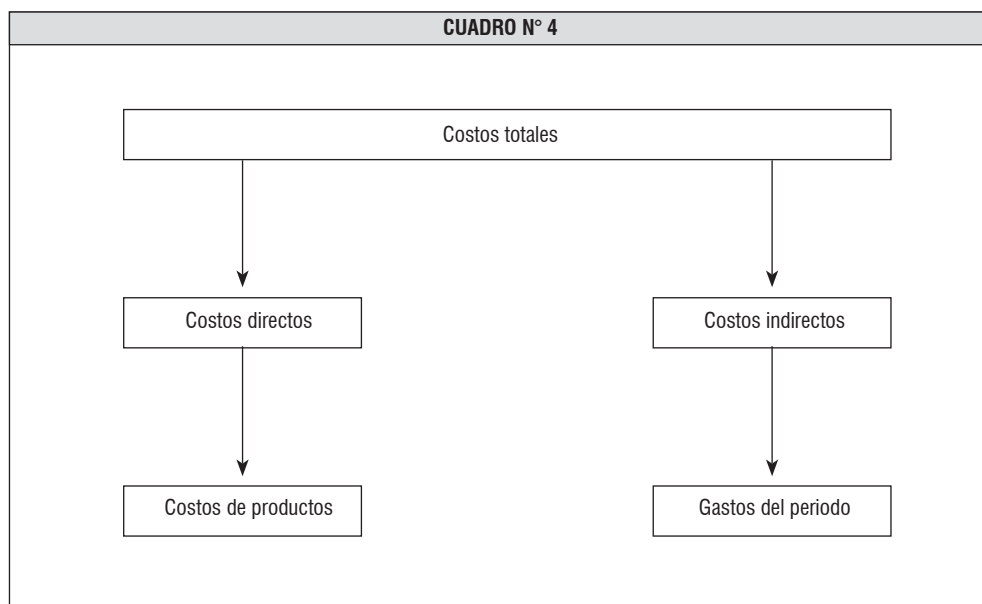 CUADRO N° 4
Costos totales
Costos directos
Costos indirectos
Costos de productos
Gastos del periodo